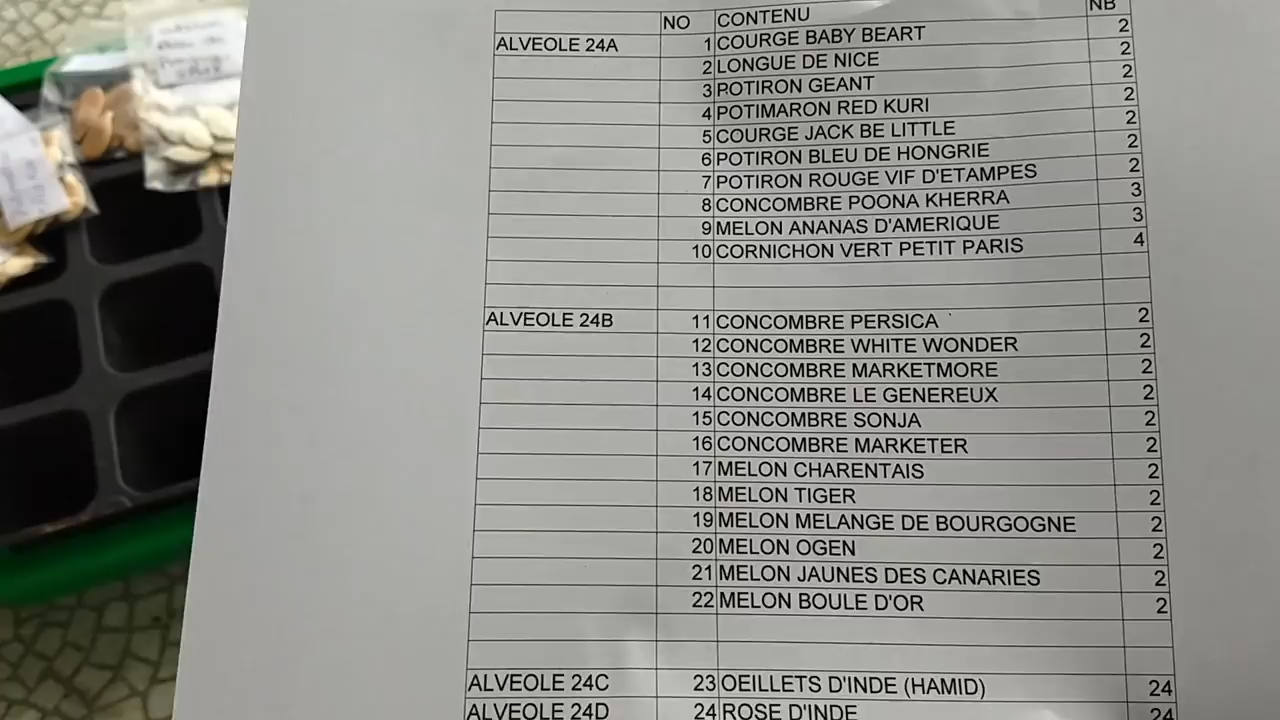 NO CONTENU NB
ALVEOLE 24A 1 COURGE BABY BEART 2
2 LONGUE DE NICE 2
3 POTIRON GEANT 2
4 POTIMARON RED KURI 2
5 COURGE JACK BE LITTLE 2
6 POTIRON BLEU DE HONGRIE 2
7 POTIRON ROUGE VIF D'ETAMPES 2
8 CONCOMBRE POONA KHERRA 3
9 MELON ANANAS D'AMERIQUE 3
10 CORNICHON VERT PETIT PARIS 4
ALVEOLE 24B 11 CONCOMBRE PERSICA 2
12 CONCOMBRE WHITE WONDER 2
13 CONCOMBRE MARKETMORE 2
14 CONCOMBRE LE GENEREUX 2
15 CONCOMBRE SONJA 2
16 CONCOMBRE MARKETER 2
17 MELON CHARENTAIS 2
18 MELON TIGER 2
19 MELON MELANGE DE BOURGOGNE 2
20 MELON OGEN 2
21 MELON JAUNES DES CANARIES 2
22 MELON BOULE D'OR 2
ALVEOLE 24C 23 OEILLETS D'INDE (HAMID) 24
ALVEOLE 24D 24 ROSE D'INDE 24